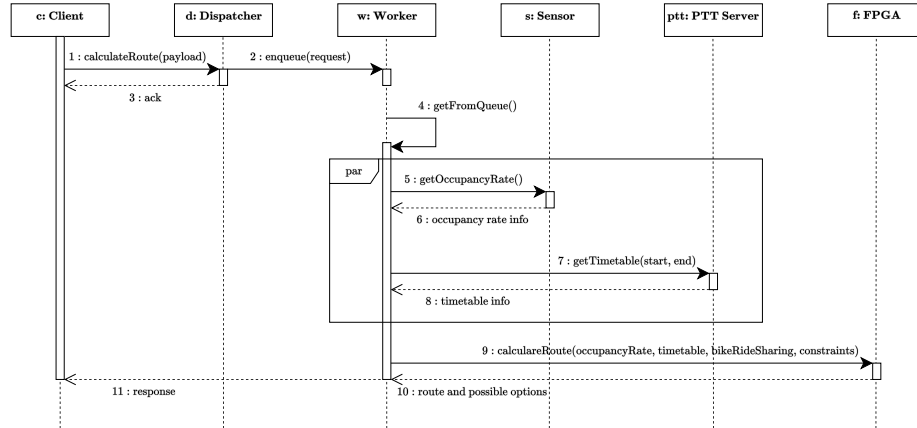 c: Client
d: Dispatcher
w: Worker
s: Sensor
ptt: PTT Server
f: FPGA
1 : calculateRoute(payload)
2 : enqueue(request)
3 : ack
4 : getFromQueue()
par
5 : getOccupancyRate()
6 : occupancy rate info
7 : getTimetable(start, end)
8 : timetable info
9 : calculareRoute(occupancyRate, timetable, bikeRideSharing, constraints)
11 : response
10 : route and possible options